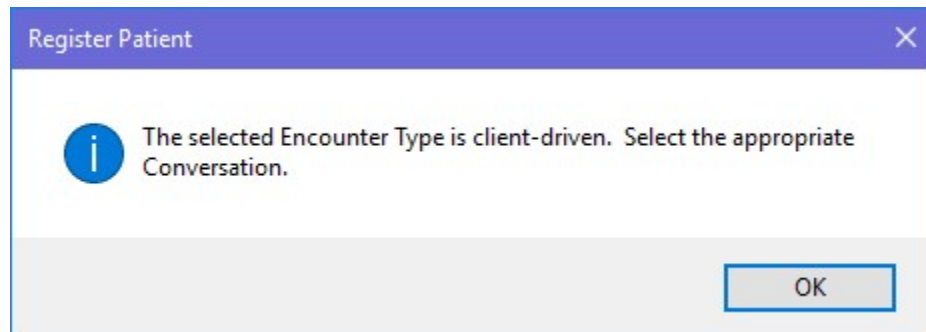 Register Patient
The selected Encounter Type is client-driven.  Select the appropriate
Conversation.
OK